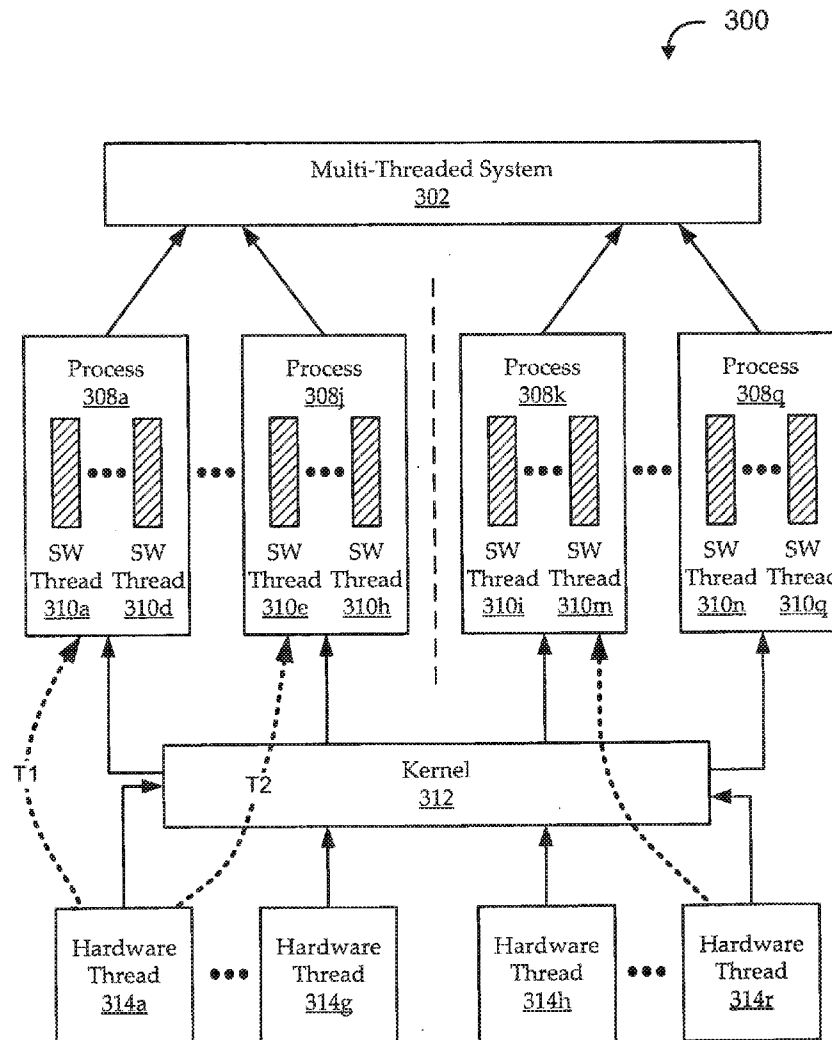 300
Multi-Threaded System
302
Process
308a
SW
Thread
310a
SW
Thread
310d
Process
308j
SW
Thread
310e
SW
Thread
310h
Process
308k
SW
Thread
310i
SW
Thread
310m
Process
308q
SW
Thread
310n
SW
Thread
310q
T1
T2
Kernel
312
Hardware
Thread
314a
Hardware
Thread
314g
Hardware
Thread
314h
Hardware
Thread
314r